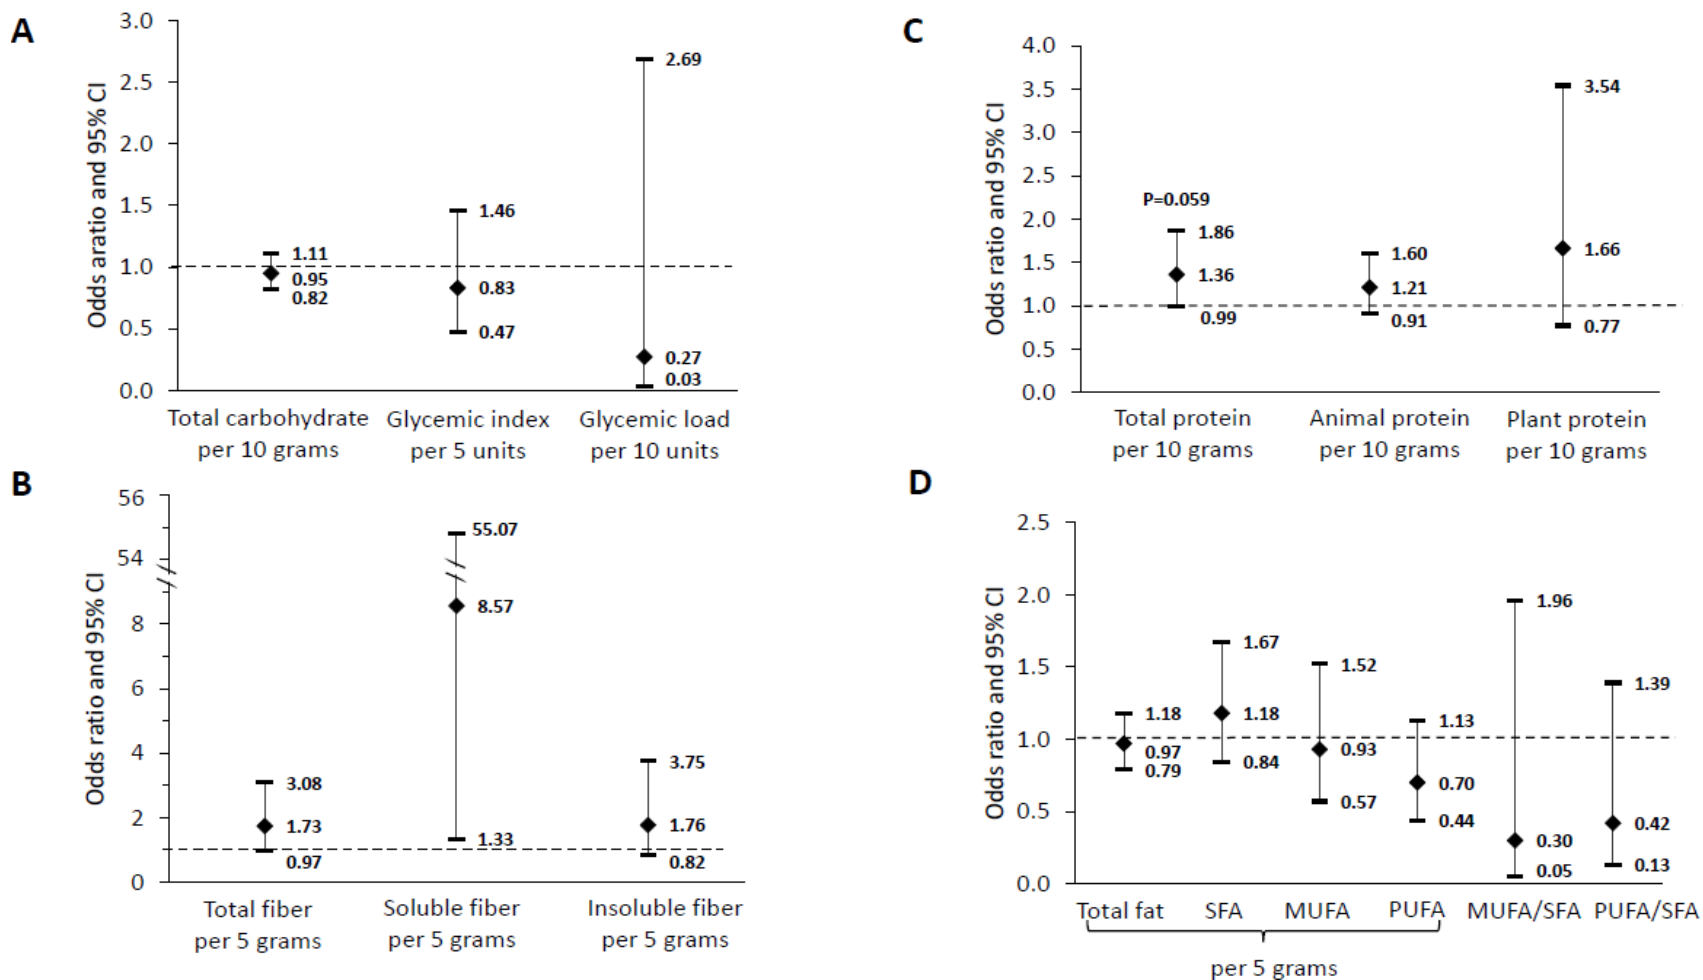 A
Odds aratio and 95% CI
3.0
2.5
2.0
1.5
1.0
0.5
0.0
1.11
0.95
0.82
1.46
0.83
0.47
2.69
0.27
0.03
Total carbohydrate
per 10 grams
Glycemic index
per 5 units
Glycemic load
per 10 units
B
Odds ratio and 95% CI
56
54
8
6
4
2
0
3.08
1.73
0.97
55.07
8.57
1.33
3.75
1.76
0.82
Total fiber
per 5 grams
Soluble fiber
per 5 grams
Insoluble fiber
per 5 grams
C
Odds ratio and 95% CI
4.0
3.5
3.0
2.5
2.0
1.5
1.0
0.5
0.0
P=0.059
1.86
1.36
0.99
1.60
1.21
0.91
3.54
1.66
0.77
Total protein
per 10 grams
Animal protein
per 10 grams
Plant protein
per 10 grams
D
Odds ratio and 95% CI
2.5
2.0
1.5
1.0
0.5
0.0
1.18
0.97
0.79
1.67
1.18
0.84
1.52
0.93
0.57
1.13
0.70
0.44
1.96
0.30
0.05
1.39
0.42
0.13
Total fat
SFA
MUFA
PUFA
MUFA/SFA
PUFA/SFA
per 5 grams